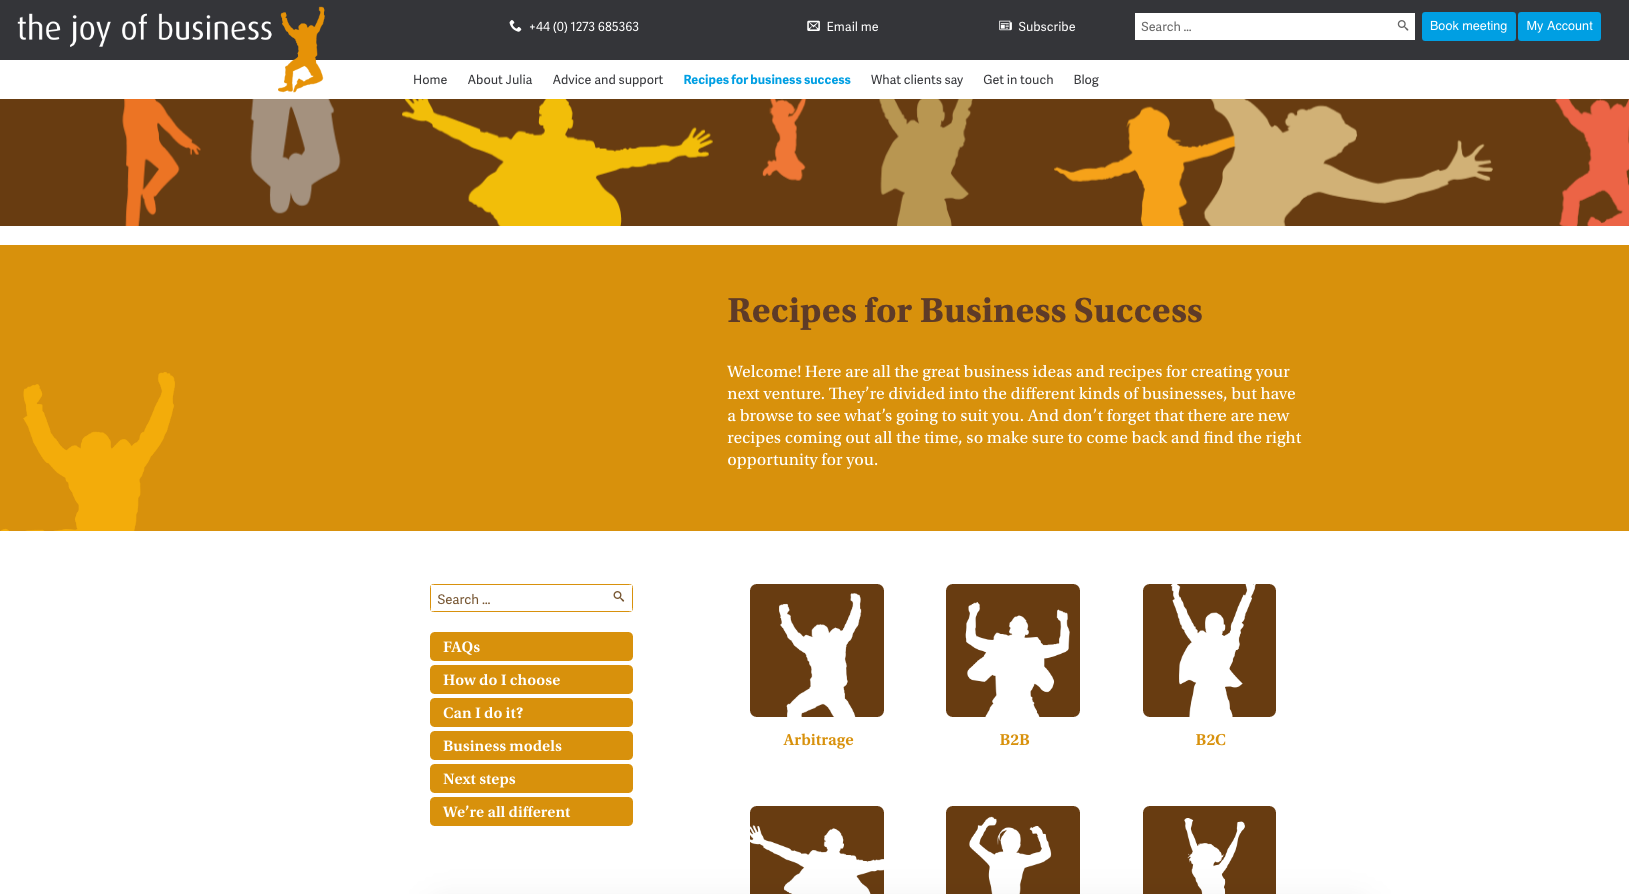 the joy of business
+44 (0) 1273 685363
Email me
Subscribe
Search ...
Book meeting
My Account
Home
About Julia
Advice and support
Recipes for business success
What clients say
Get in touch
Blog
Recipes for Business Success
Welcome! Here are all the great business ideas and recipes for creating your
next venture. They’re divided into the different kinds of businesses, but have
a browse to see what’s going to suit you. And don’t forget that there are new
recipes coming out all the time, so make sure to come back and find the right
opportunity for you.
Search ...
FAQs
How do I choose
Can I do it?
Business models
Next steps
We’re all different
Arbitrage
B2B
B2C